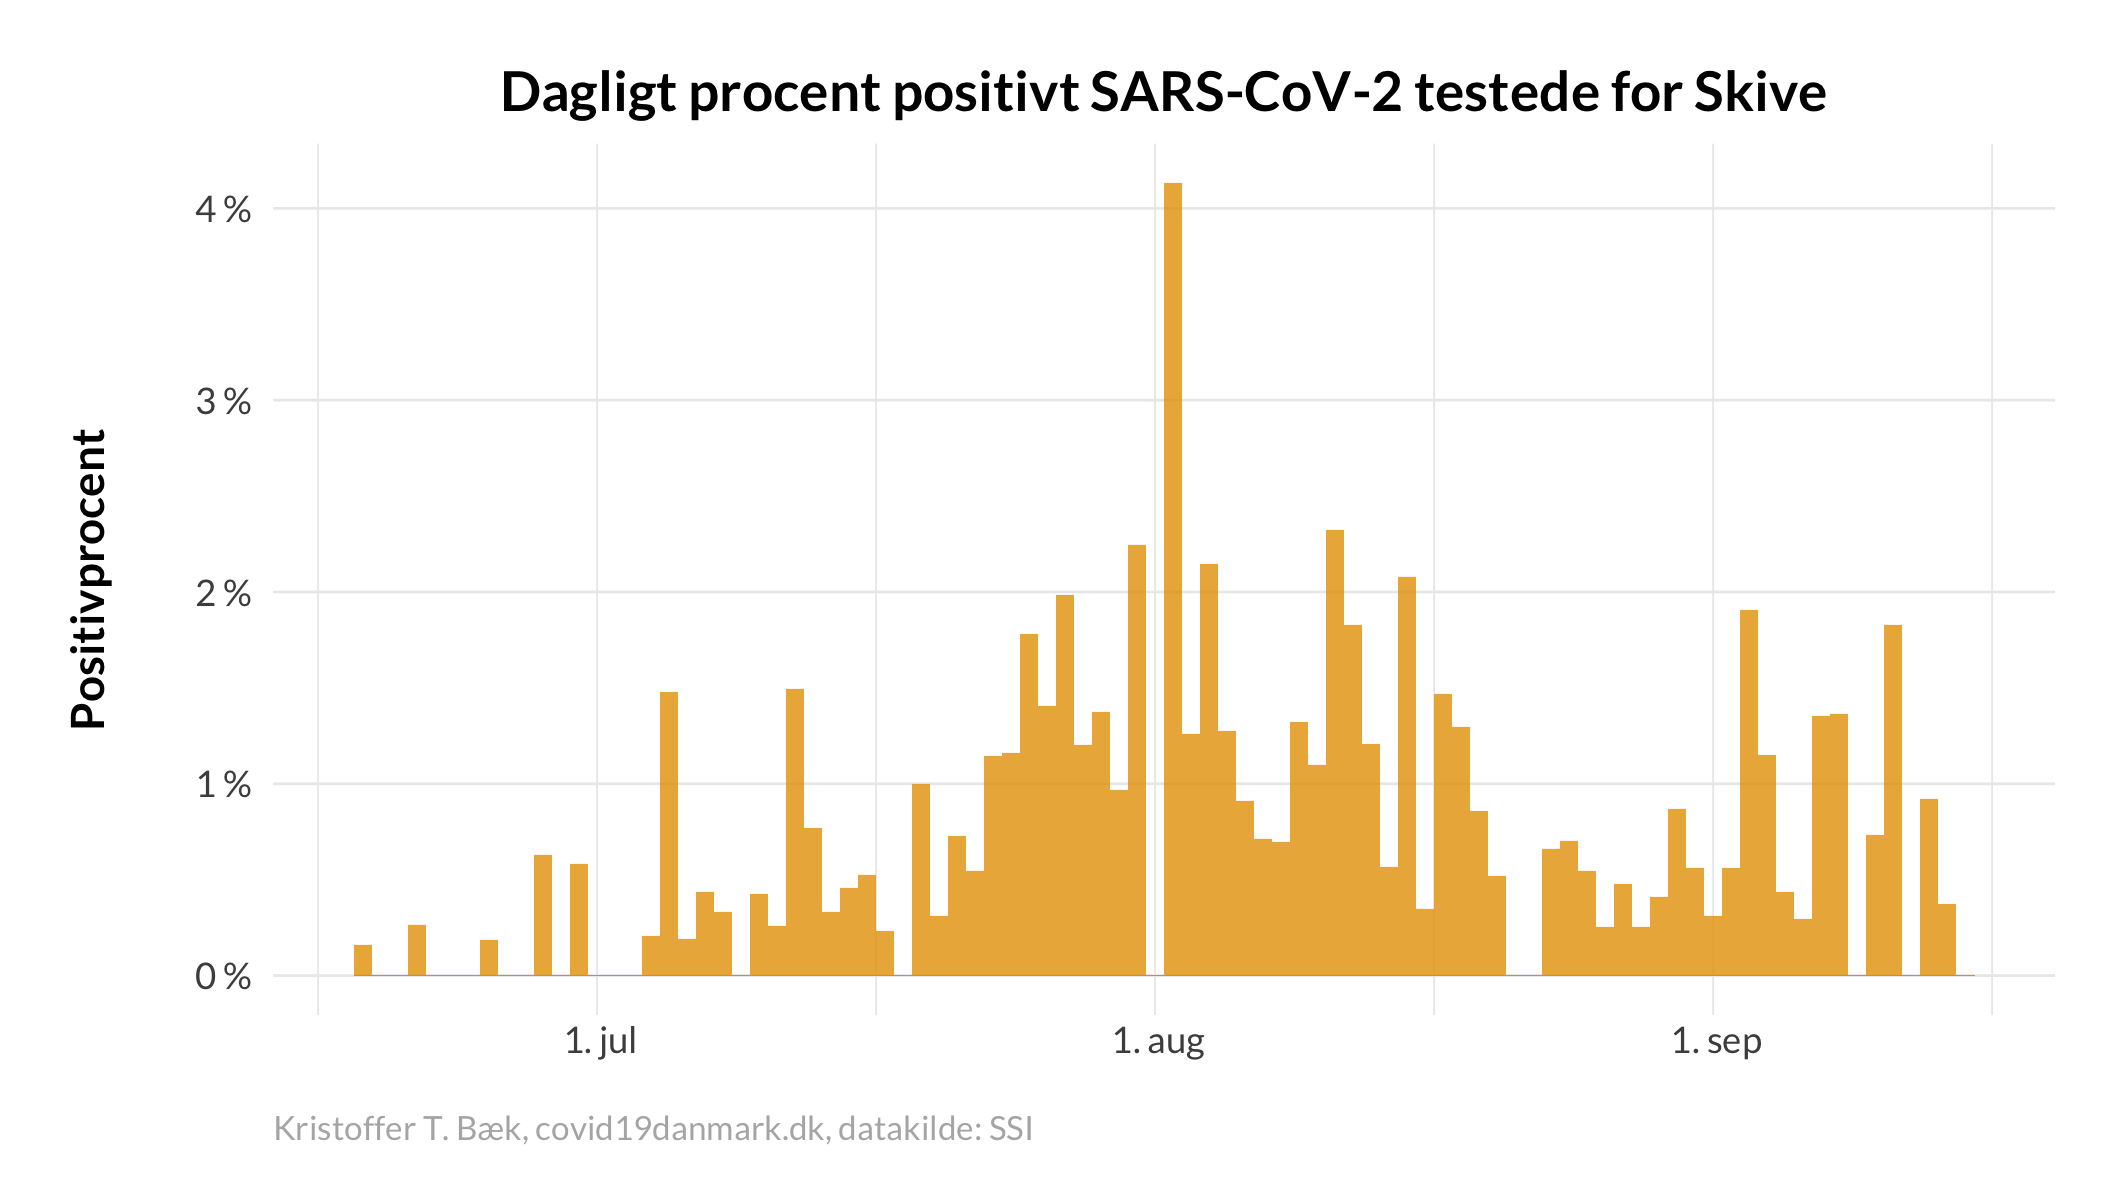 Dagligt procent positivt SARS-CoV-2 testede for Skive
Positivprocent
4 %
3 %
2 %
1 %
0 %
1. jul
1. aug
1. sep
Kristoffer T. Bæk, covid19danmark.dk, datakilde: SSI